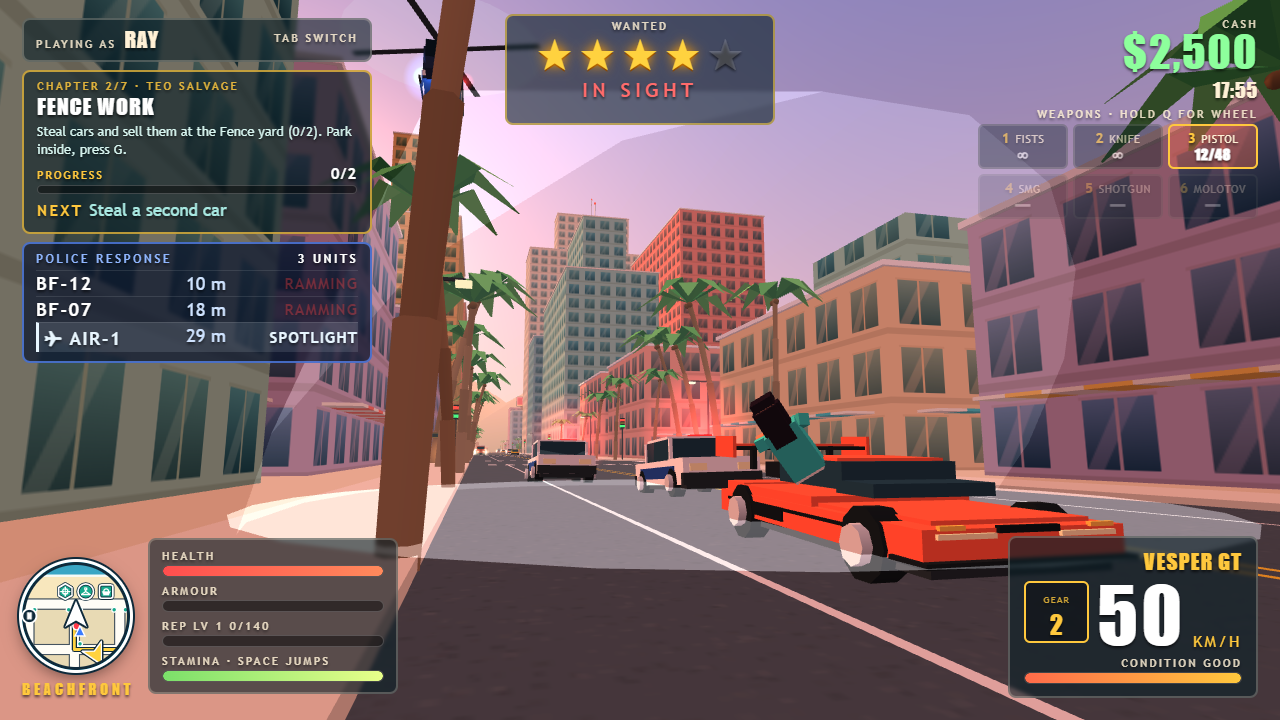 PLAYING AS RAY
TAB SWITCH
CHAPTER 2/7 · TEO SALVAGE
FENCE WORK
Steal cars and sell them at the Fence yard (0/2). Park
inside, press G.
PROGRESS 0/2
NEXT Steal a second car
POLICE RESPONSE 3 UNITS
BF-12 10 m RAMMING
BF-07 18 m RAMMING
AIR-1 29 m SPOTLIGHT
WANTED
IN SIGHT
CASH
$2,500
17:55
WEAPONS · HOLD Q FOR WHEEL
1 FISTS
∞
2 KNIFE
∞
3 PISTOL
12/48
4 SMG
—
5 SHOTGUN
—
6 MOLOTOV
—
BEACHFRONT
HEALTH
ARMOUR
REP LV 1 0/140
STAMINA · SPACE JUMPS
VESPER GT
GEAR
2
50 KM/H
CONDITION GOOD